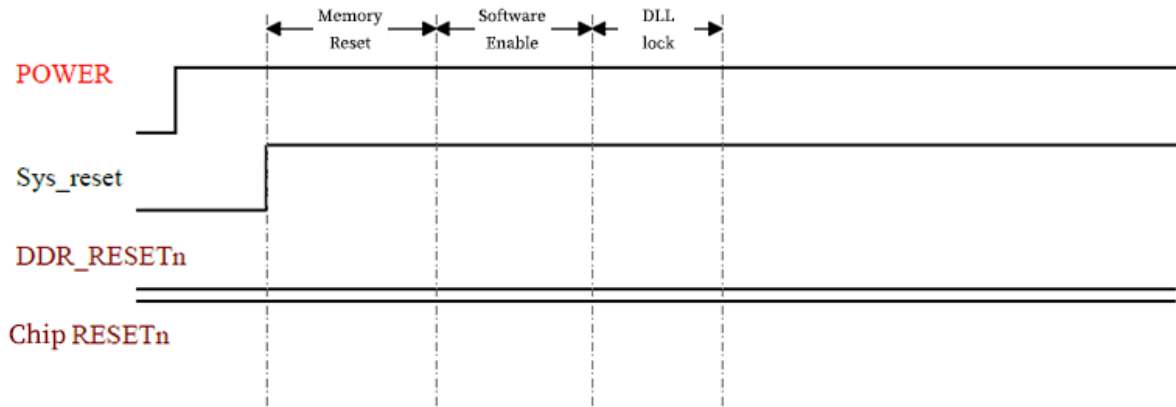 Memory
Reset
Software
Enable
DLL
lock
POWER
Sys_reset
DDR_RESETn
Chip RESETn